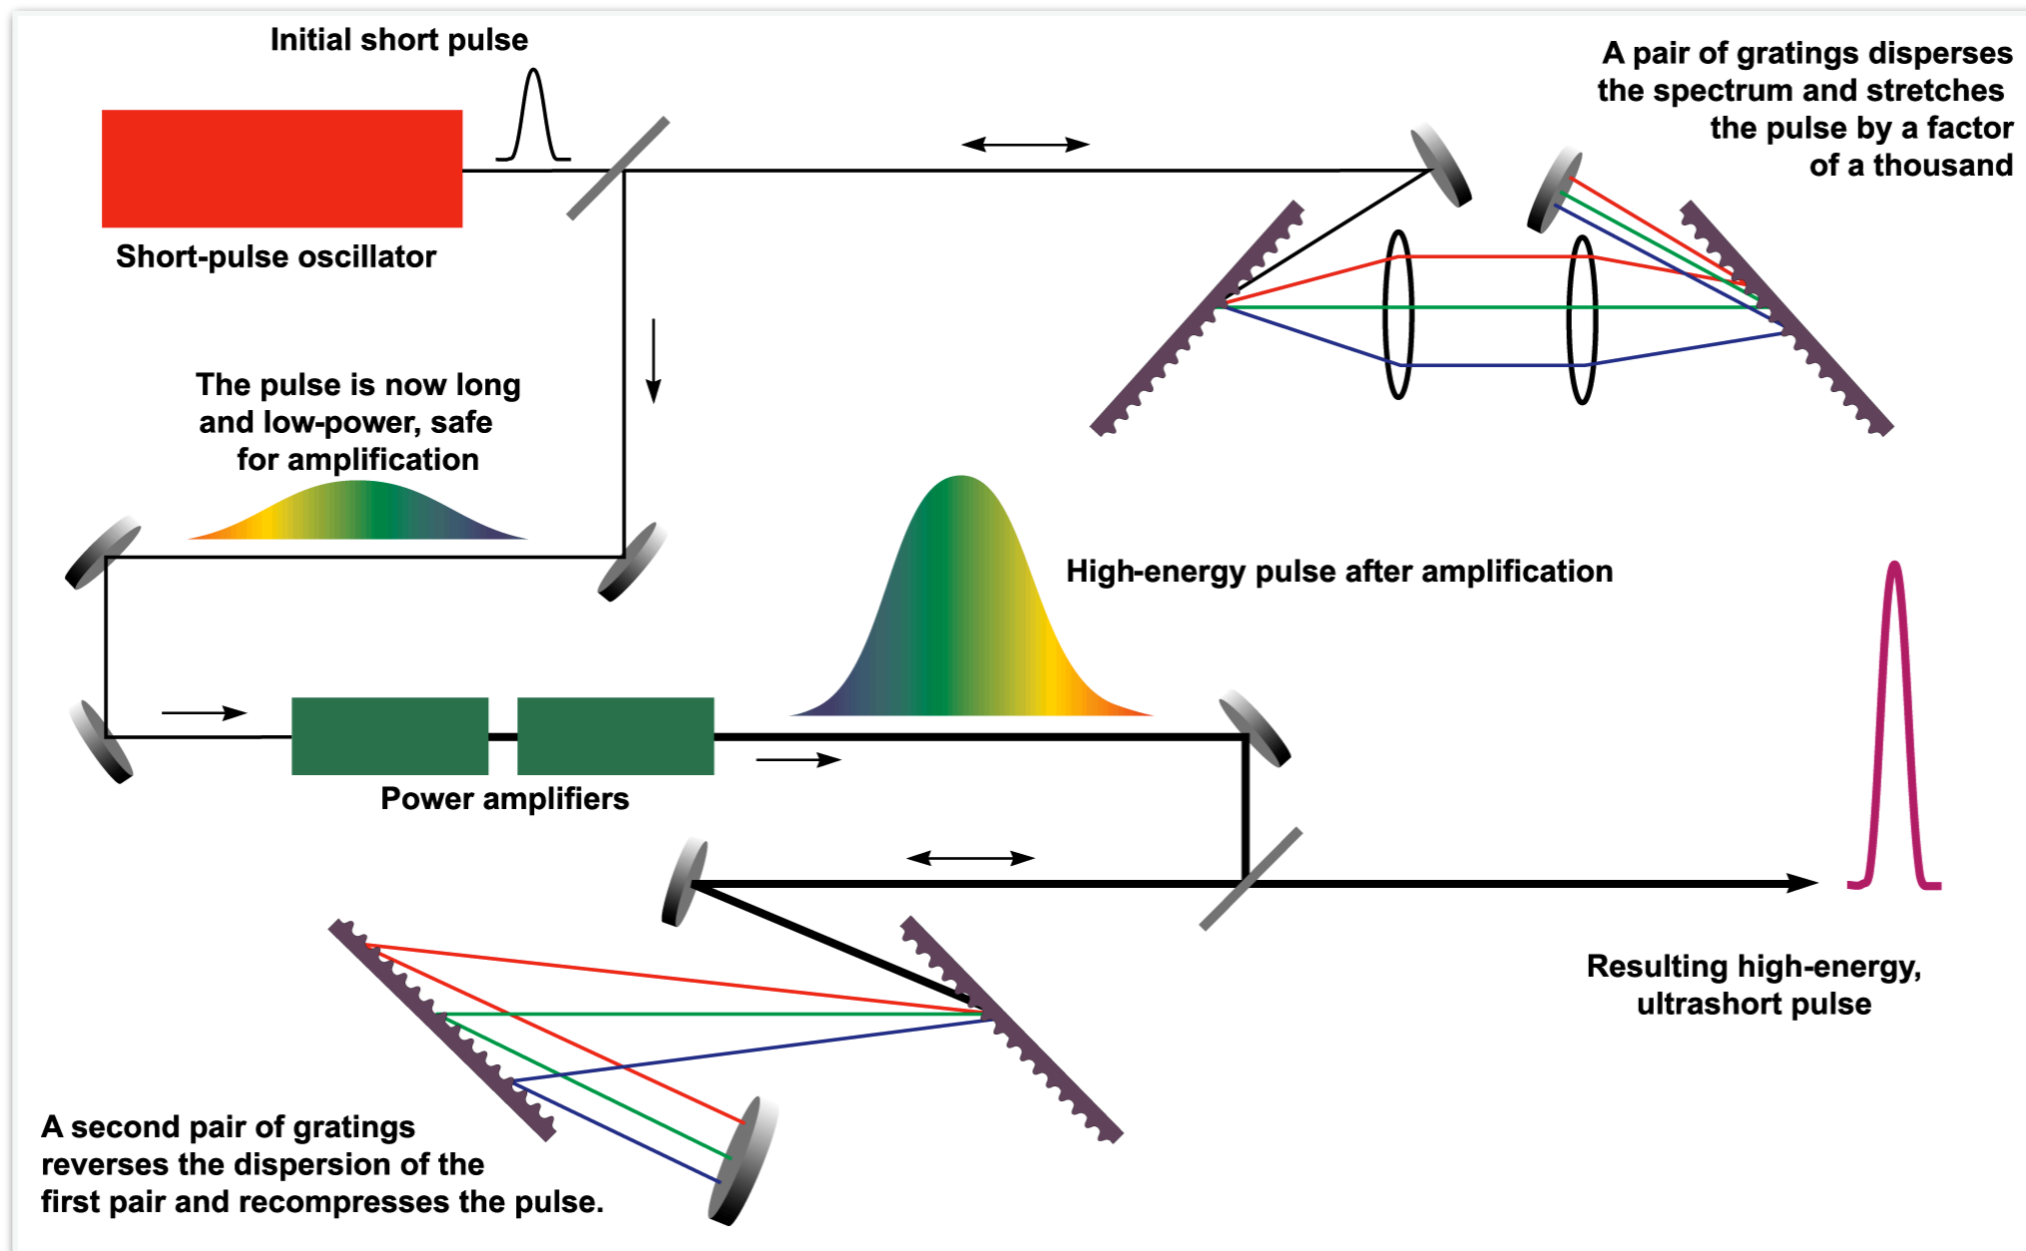 Initial short pulse
A pair of gratings disperses
the spectrum and stretches
the pulse by a factor
of a thousand
Short-pulse oscillator
The pulse is now long
and low-power, safe
for amplification
High-energy pulse after amplification
Power amplifiers
Resulting high-energy,
ultrashort pulse
A second pair of gratings
reverses the dispersion of the
first pair and recompresses the pulse.